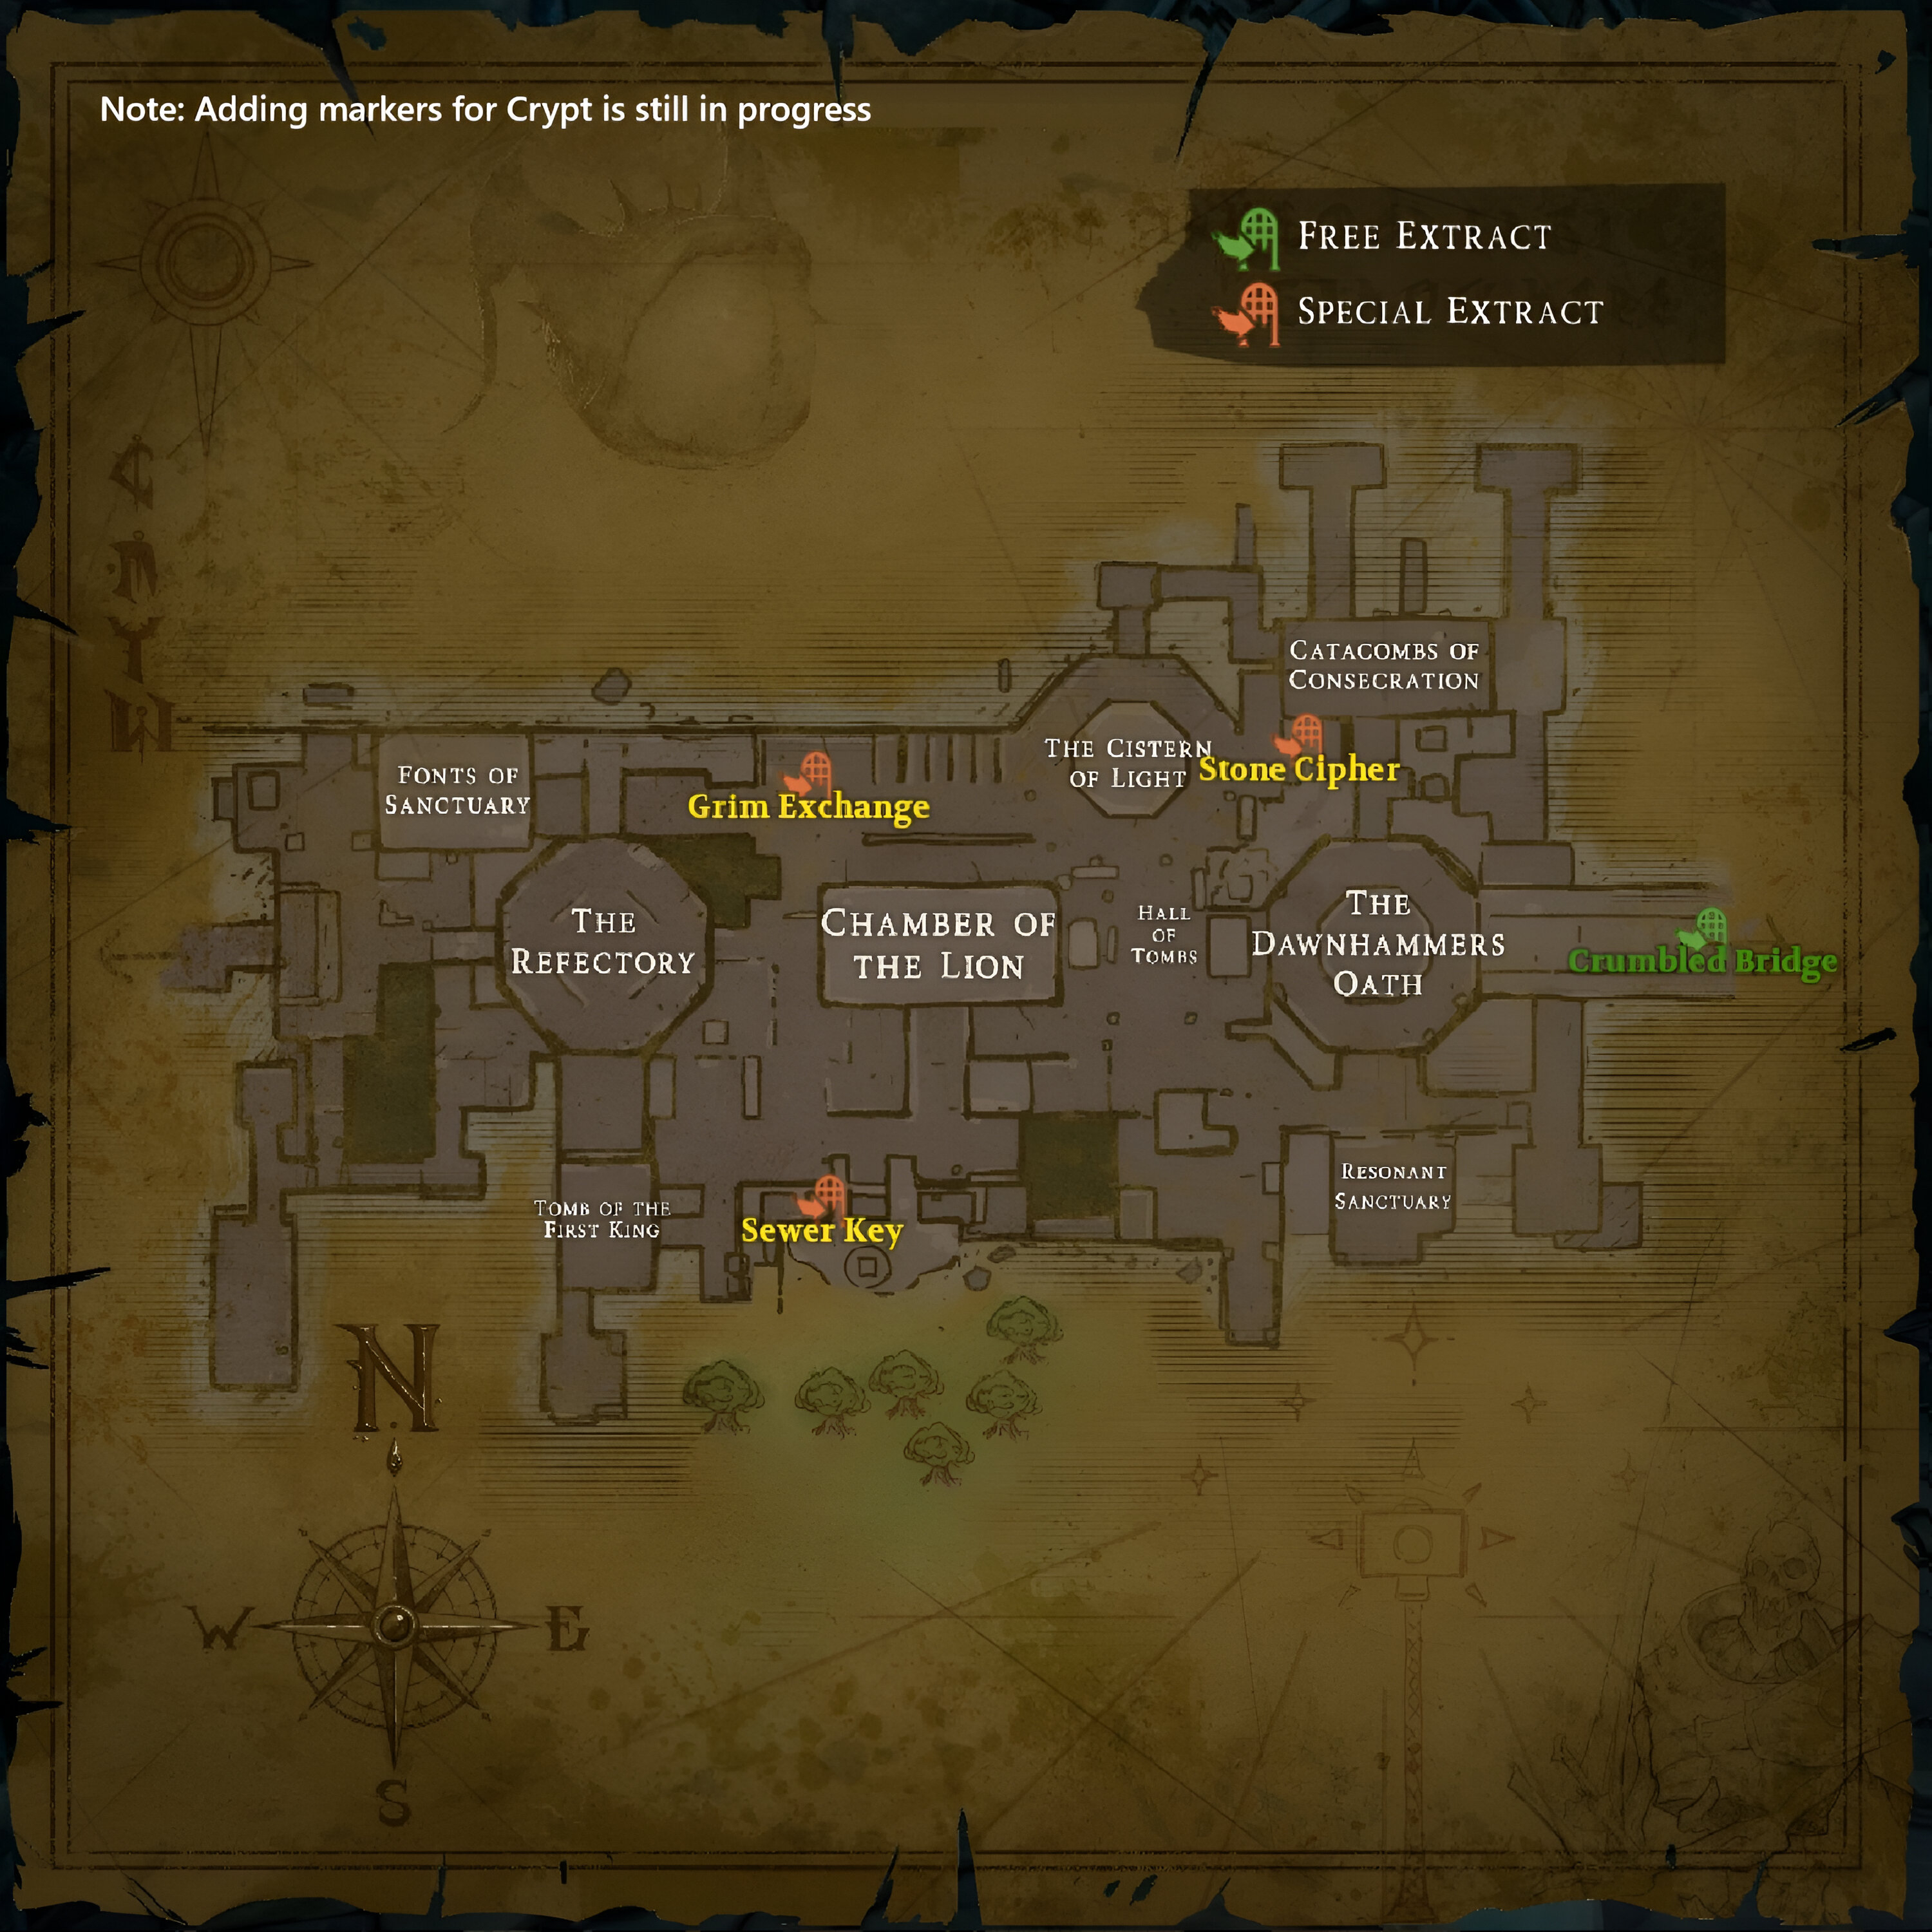 Note: Adding markers for Crypt is still in progress
Free Extract
Special Extract
Catacombs of
Consecration
The Cistern
of Light
Stone Cipher
Fonts of
Sanctuary
Grim Exchange
The
Refectory
Chamber of
the Lion
Hall
of
Tombs
The
Dawnhammers
Oath
Crumbled Bridge
Resonant
Sanctuary
Tomb of the
First King
Sewer Key
N
W
E
S